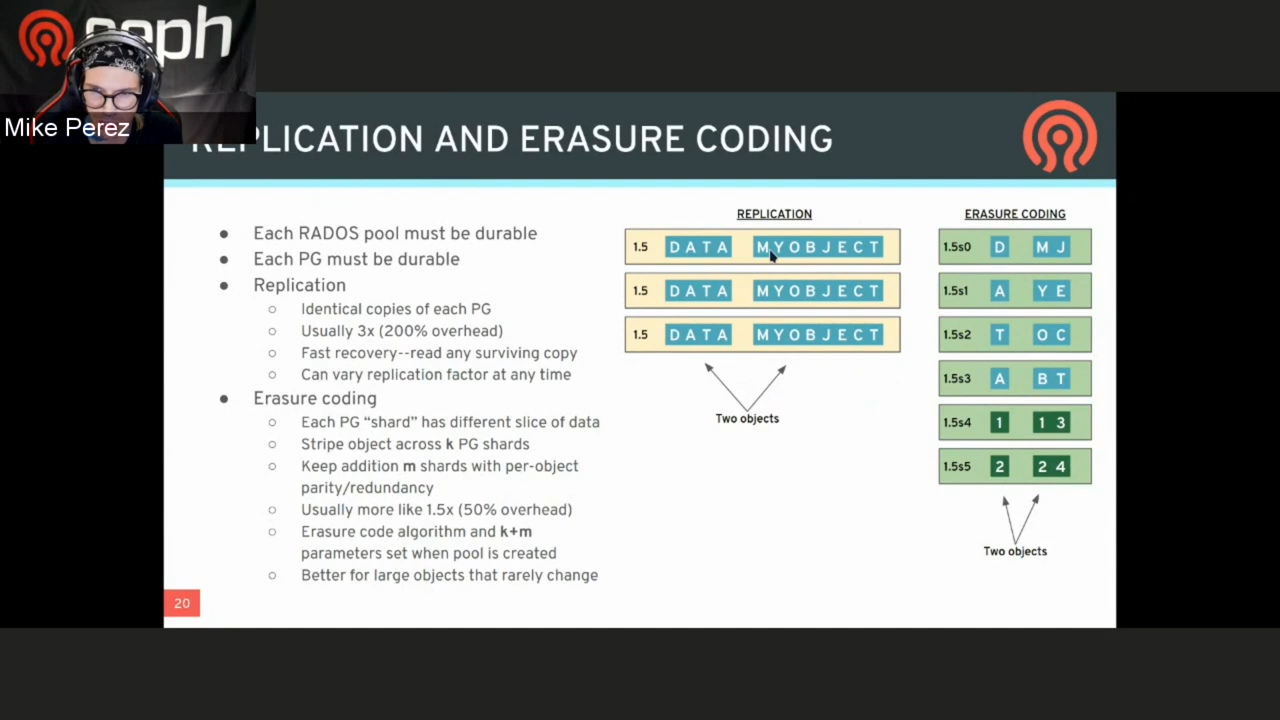 ceph
Mike Perez
REPLICATION AND ERASURE CODING
Each RADOS pool must be durable
Each PG must be durable
Replication
Identical copies of each PG
Usually 3x (200% overhead)
Fast recovery--read any surviving copy
Can vary replication factor at any time
Erasure coding
Each PG “shard” has different slice of data
Stripe object across k PG shards
Keep addition m shards with per-object
parity/redundancy
Usually more like 1.5x (50% overhead)
Erasure code algorithm and k+m
parameters set when pool is created
Better for large objects that rarely change
20
REPLICATION
1.5 DATA MYOBJECT
1.5 DATA MYOBJECT
1.5 DATA MYOBJECT
Two objects
ERASURE CODING
1.5s0 D M J
1.5s1 A Y E
1.5s2 T O C
1.5s3 A B T
1.5s4 1 1 3
1.5s5 2 2 4
Two objects